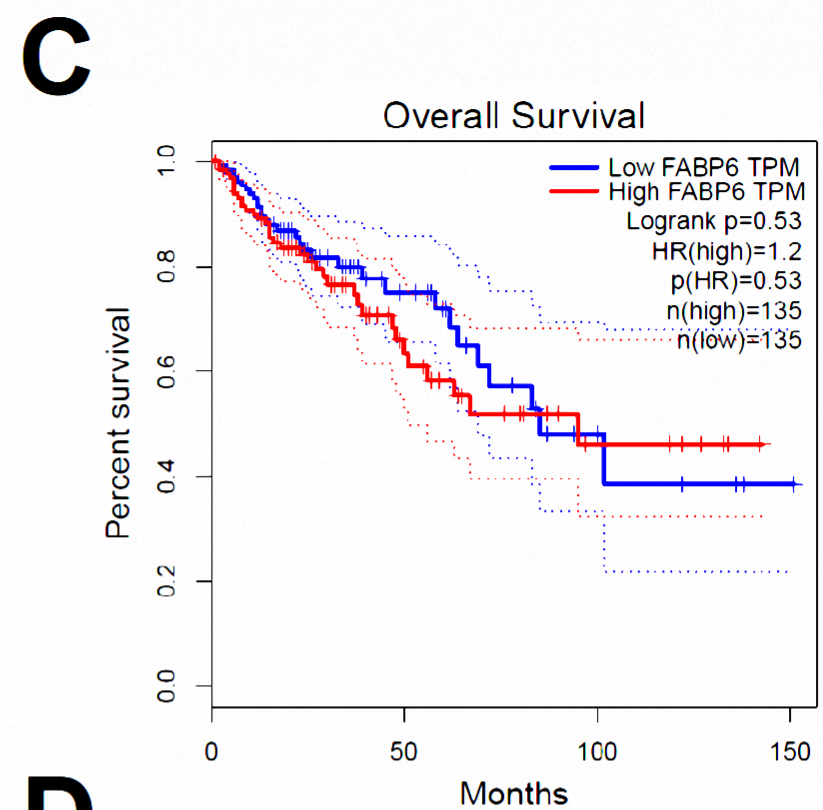 C
Overall Survival
Low FABP6 TPM
High FABP6 TPM
Logrank p=0.53
HR(high)=1.2
p(HR)=0.53
n(high)=135
n(low)=135
Percent survival
1.0
0.8
0.6
0.4
0.2
0.0
0 50 100 150
Months
D